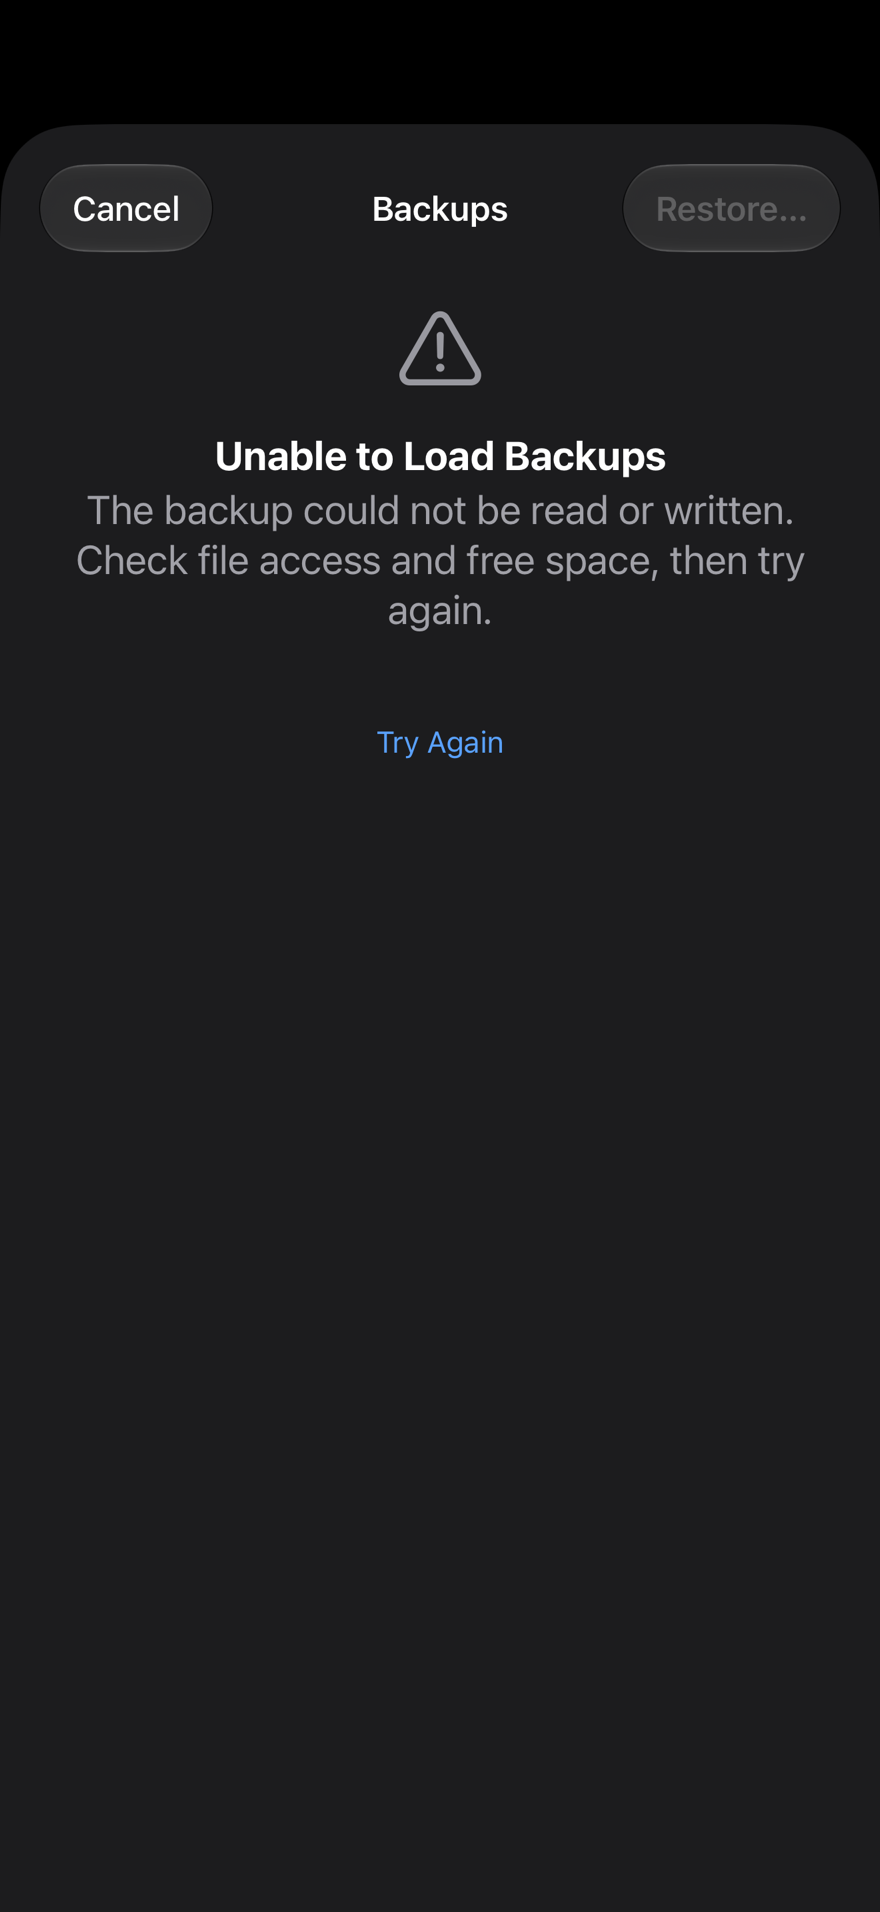 Cancel
Backups
Restore...
Unable to Load Backups
The backup could not be read or written.
Check file access and free space, then try
again.
Try Again